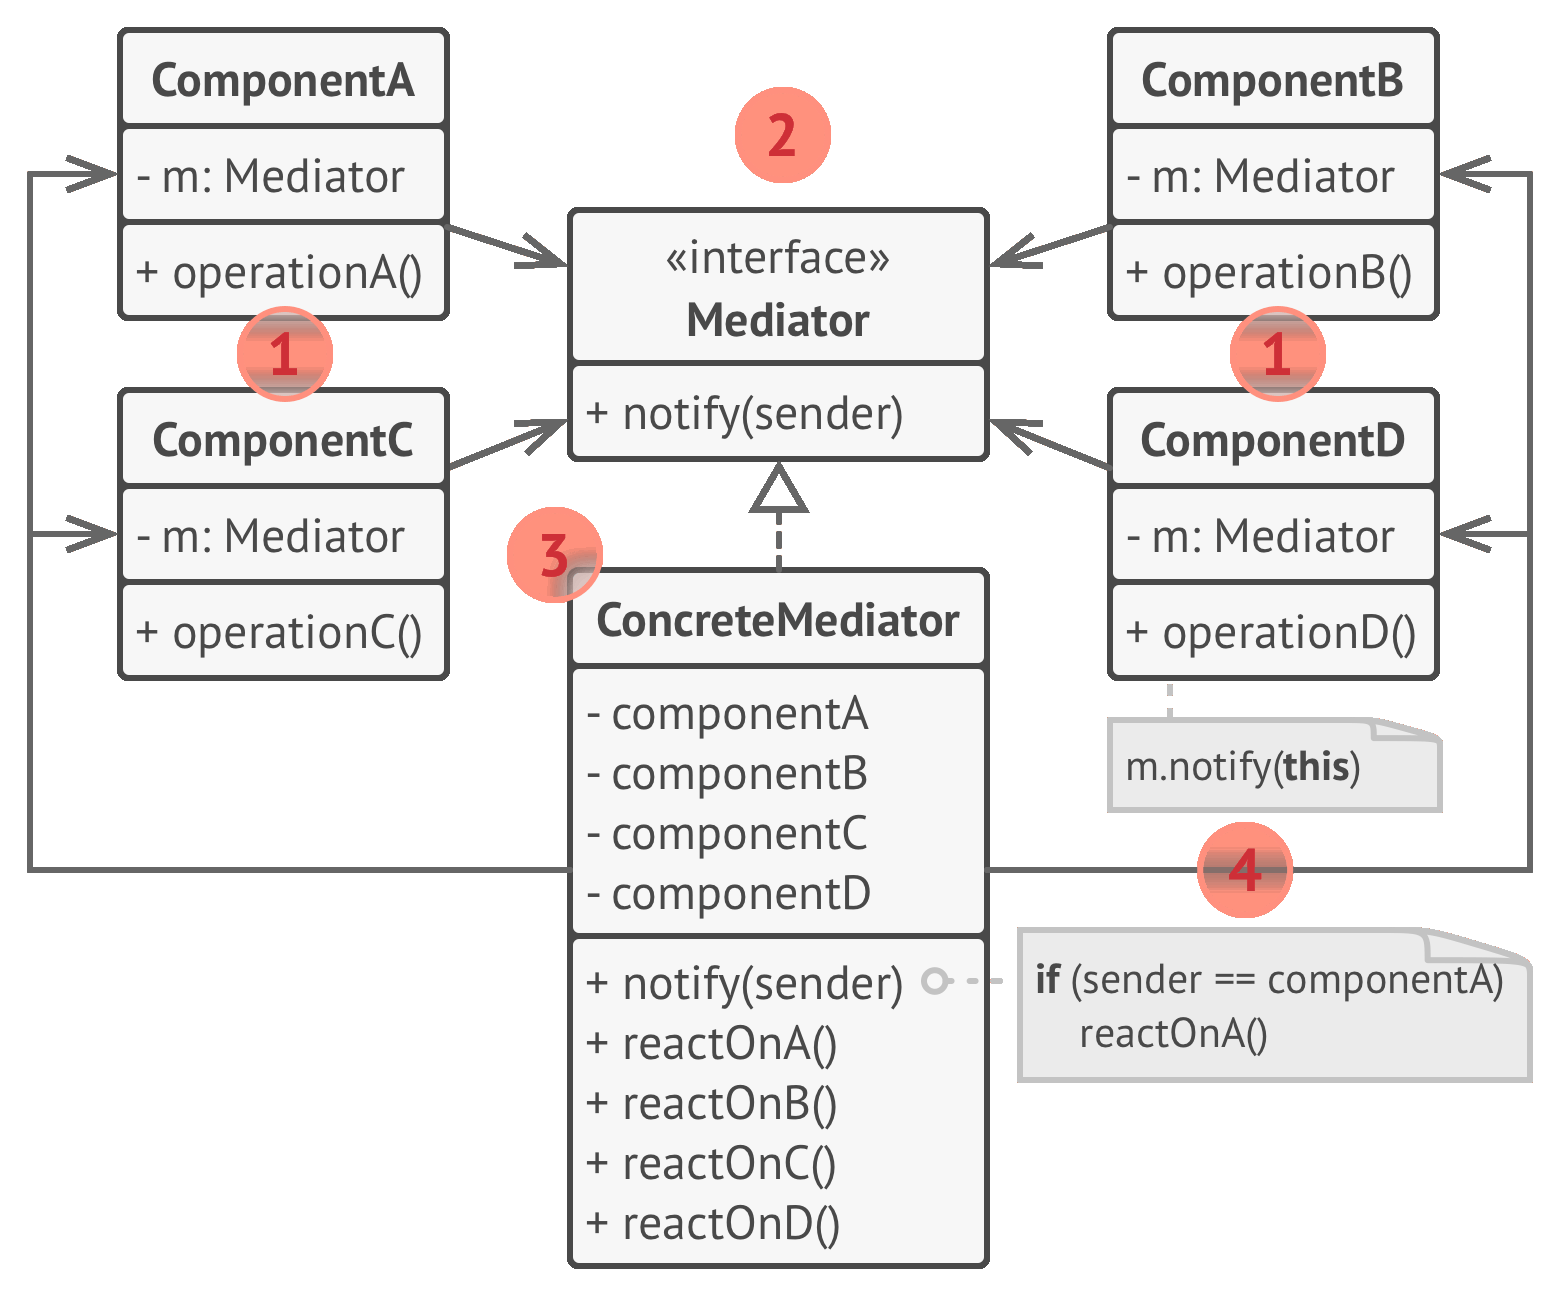 ComponentA
- m: Mediator
+ operationA()
1
ComponentC
- m: Mediator
+ operationC()
2
«interface»
Mediator
+ notify(sender)
3
ConcreteMediator
- componentA
- componentB
- componentC
- componentD
+ notify(sender)
+ reactOnA()
+ reactOnB()
+ reactOnC()
+ reactOnD()
ComponentB
- m: Mediator
+ operationB()
1
ComponentD
- m: Mediator
+ operationD()
m.notify(this)
4
if (sender == componentA)
reactOnA()